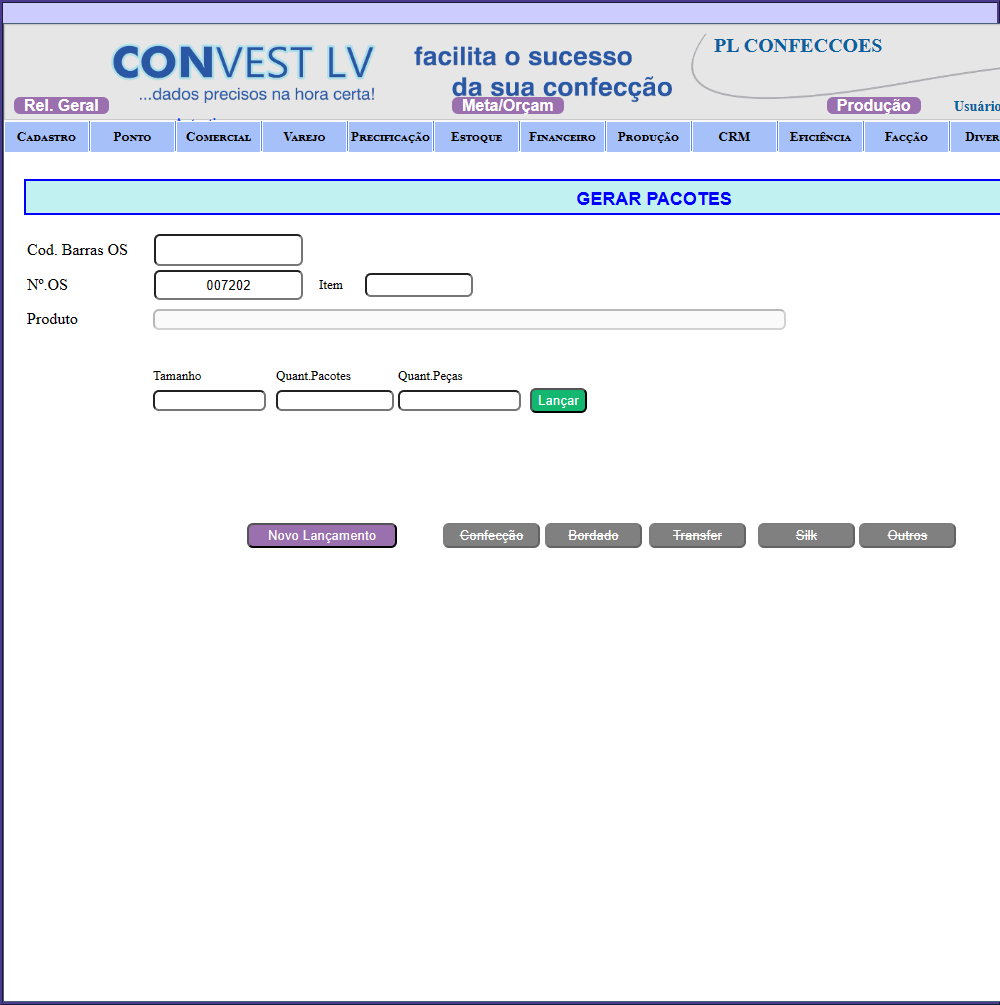 CONVEST LV
...dados precisos na hora certa!
facilita o sucesso
da sua confecção
PL CONFECCOES
Rel. Geral
Meta/Orçam
Produção
Usuário
Cadastro Ponto Comercial Varejo Precificação Estoque Financeiro Produção CRM Eficiência Facção Diver
GERAR PACOTES
Cod. Barras OS
Nº.OS 007202 Item
Produto
Tamanho Quant.Pacotes Quant.Peças
Lançar
Novo Lançamento Confecção Bordado Transfer Silk Outros